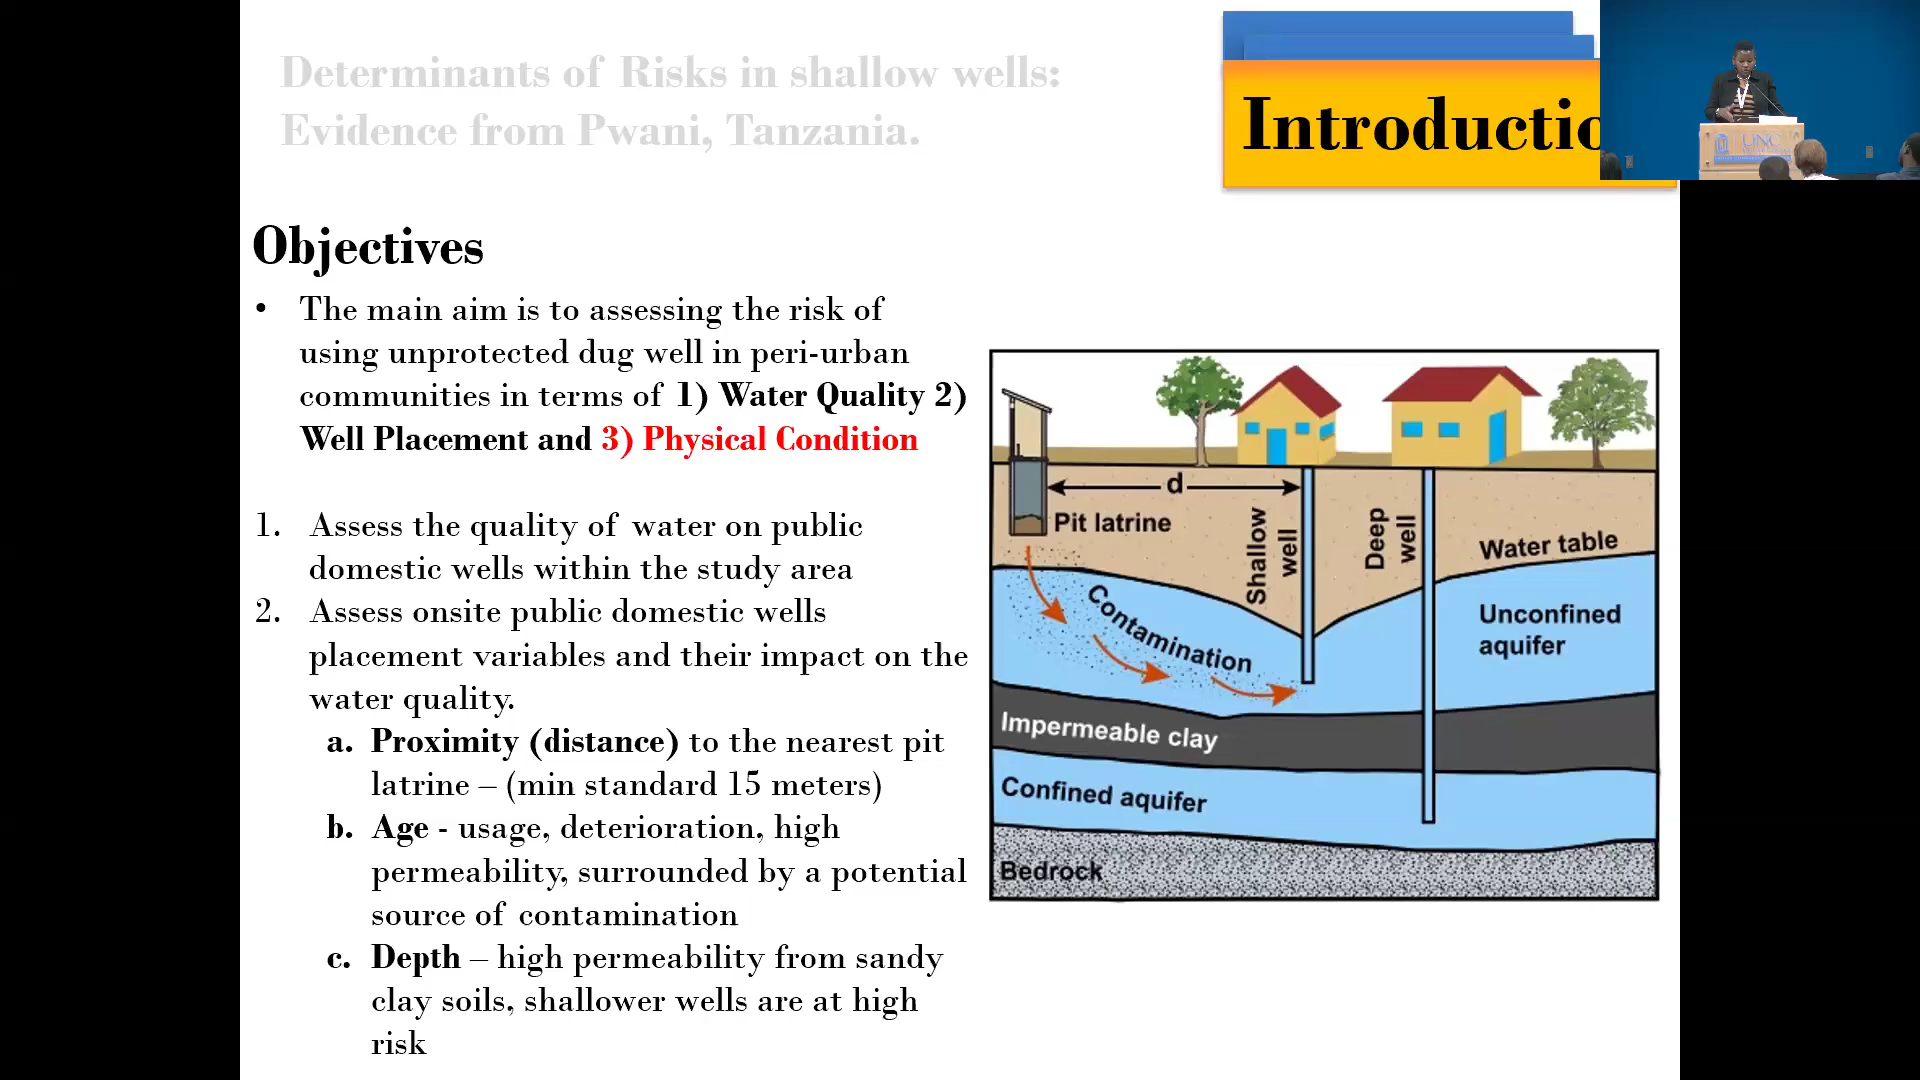 Determinants of Risks in shallow wells:
Evidence from Pwani, Tanzania.
Introductio
UNC
Objectives
• The main aim is to assessing the risk of
using unprotected dug well in peri-urban
communities in terms of 1) Water Quality 2)
Well Placement and 3) Physical Condition
1. Assess the quality of water on public
domestic wells within the study area
2. Assess onsite public domestic wells
placement variables and their impact on the
water quality.
a. Proximity (distance) to the nearest pit
latrine – (min standard 15 meters)
b. Age - usage, deterioration, high
permeability, surrounded by a potential
source of contamination
c. Depth – high permeability from sandy
clay soils, shallower wells are at high
risk
d
Pit latrine
Shallow
well
Deep
well
Water table
Contamination
Unconfined
aquifer
Impermeable clay
Confined aquifer
Bedrock